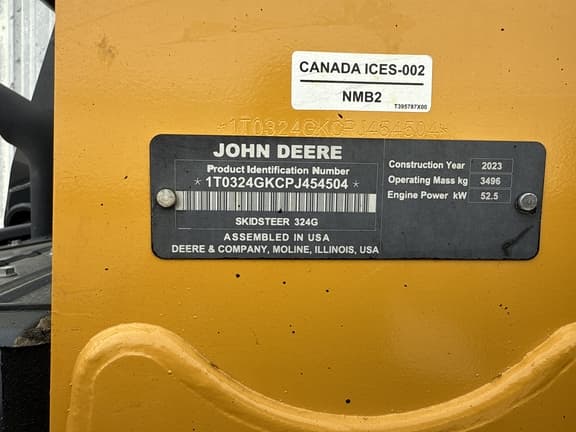 CANADA ICES-002
NMB2
T395787X00
*1T0324GKCPJ454504*
JOHN DEERE
Product Identification Number
*1T0324GKCPJ454504*
SKIDSTEER 324G
ASSEMBLED IN USA
DEERE & COMPANY, MOLINE, ILLINOIS, USA
Construction Year 2023
Operating Mass kg 3496
Engine Power kW 52.5